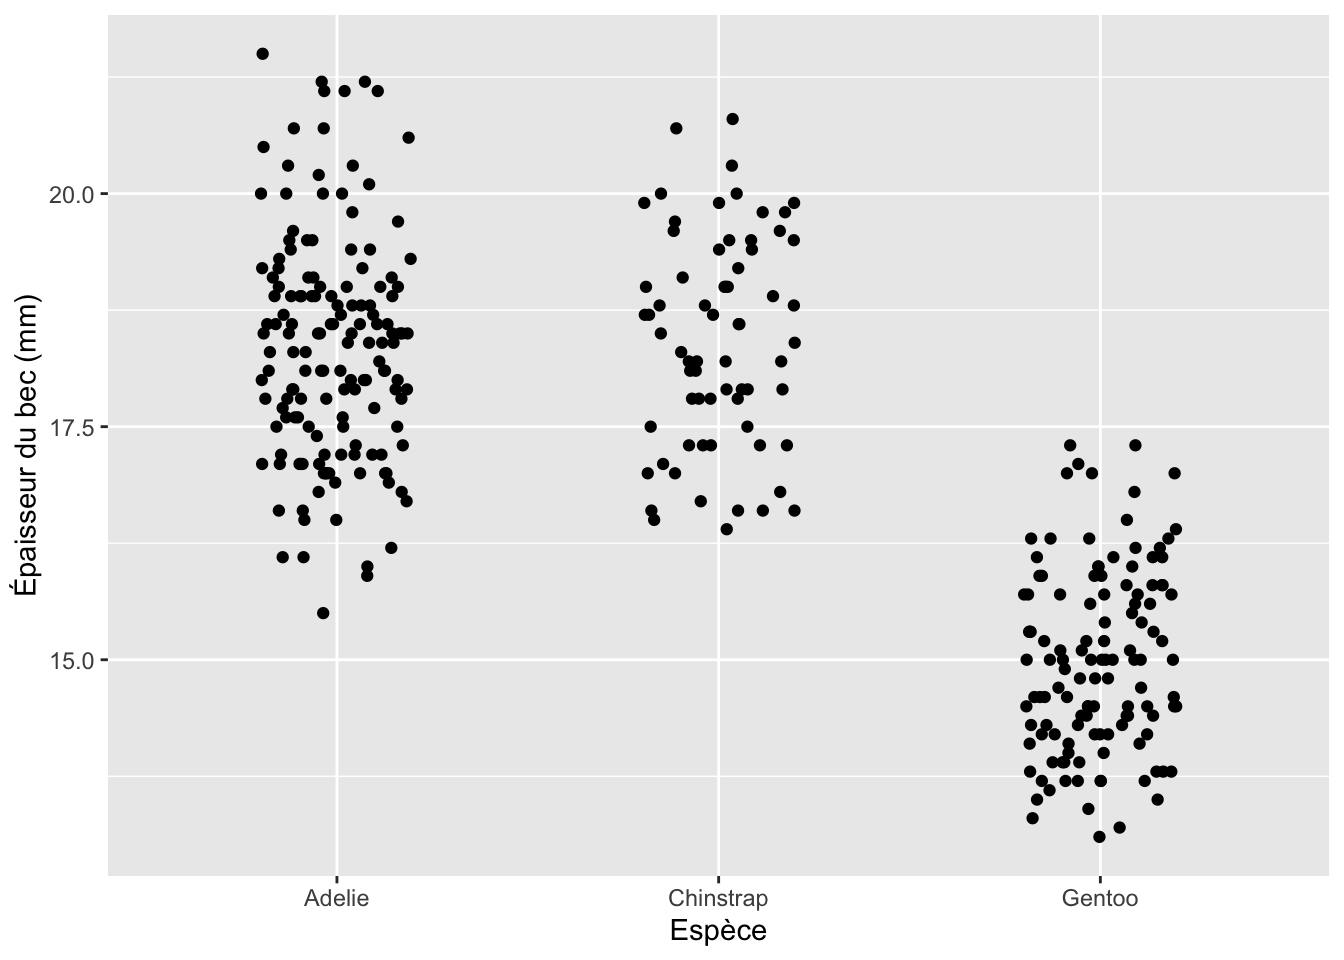 Épaisseur du bec (mm)
20.0
17.5
15.0
Adelie
Chinstrap
Gentoo
Espèce